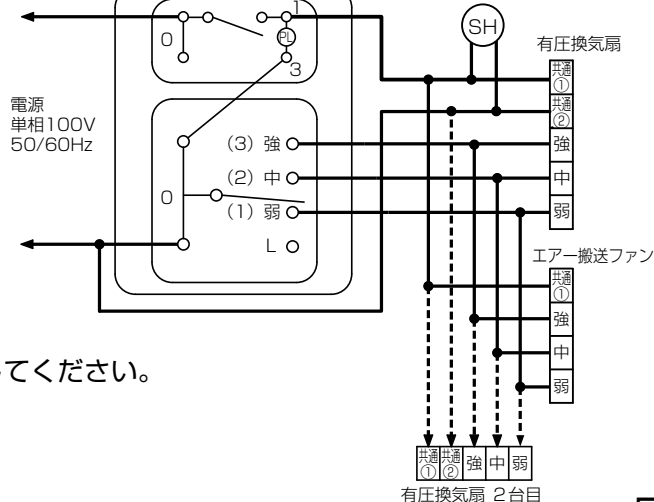 1
SH
0
PL
3
有圧換気扇
共通①
共通②
強
中
弱
電源
単相100V
50/60Hz
(3) 強
(2) 中
0
(1) 弱
L
エアー搬送ファン
共通①
強
中
弱
てください。
共通① 共通② 強 中 弱
有圧換気扇 2台目